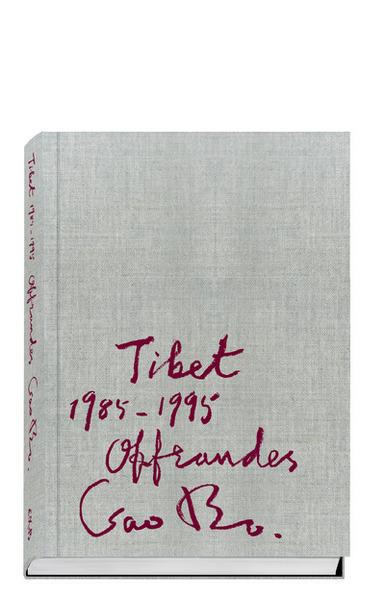 Tibet
1985-1995
Offrandes
Gao Bo.
Tibet 1985-1995 Offrandes Gao Bo.